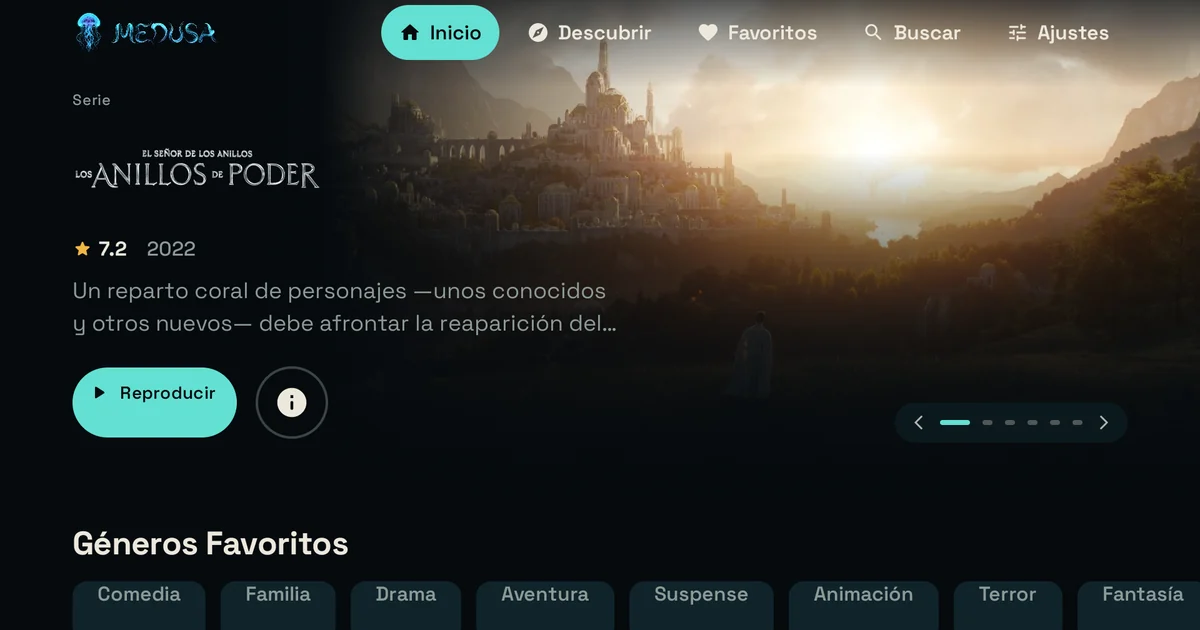 MEDUSA
Inicio
Descubrir
Favoritos
Buscar
Ajustes
Serie
EL SEÑOR DE LOS ANILLOS
LOS ANILLOS DE PODER
7.2 2022
Un reparto coral de personajes —unos conocidos
y otros nuevos— debe afrontar la reaparición del...
Reproducir
Géneros Favoritos
Comedia
Familia
Drama
Aventura
Suspense
Animación
Terror
Fantasía